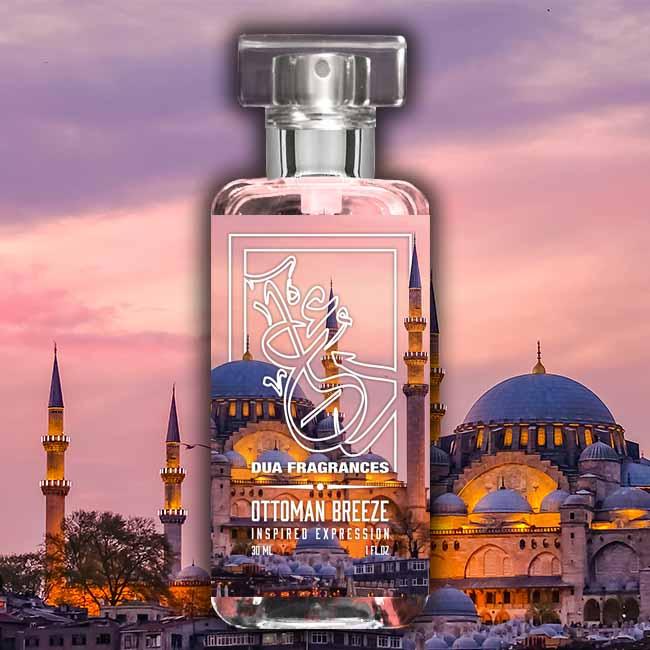 DUA FRAGRANCES
OTTOMAN BREEZE
INSPIRED EXPRESSION
30 ML 1 FL OZ